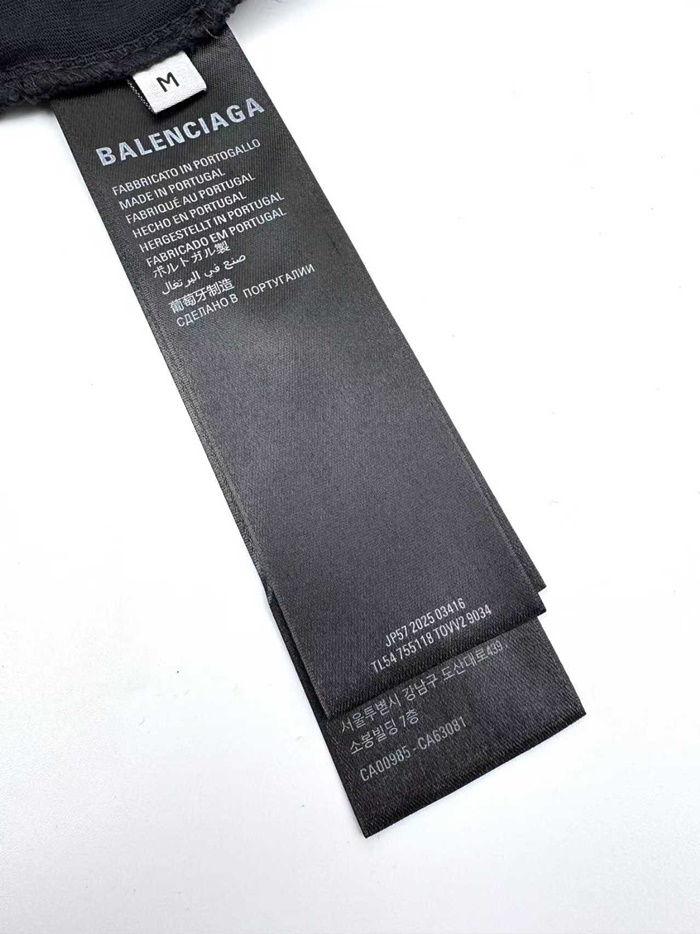 M
BALENCIAGA
FABBRICATO IN PORTOGALLO
MADE IN PORTUGAL
FABRIQUÉ AU PORTUGAL
HECHO EN PORTUGAL
HERGESTELLT IN PORTUGAL
FABRICADO EM PORTUGAL
ポルトガル製
صنع في البرتغال
葡萄牙制造
СДЕЛАНО В ПОРТУГАЛИИ
JP57 2025 03416
TL54 755118 TOVV2 9034
서울특별시 강남구 도산대로439,
소봉빌딩 7층
CA00985 - CA63081